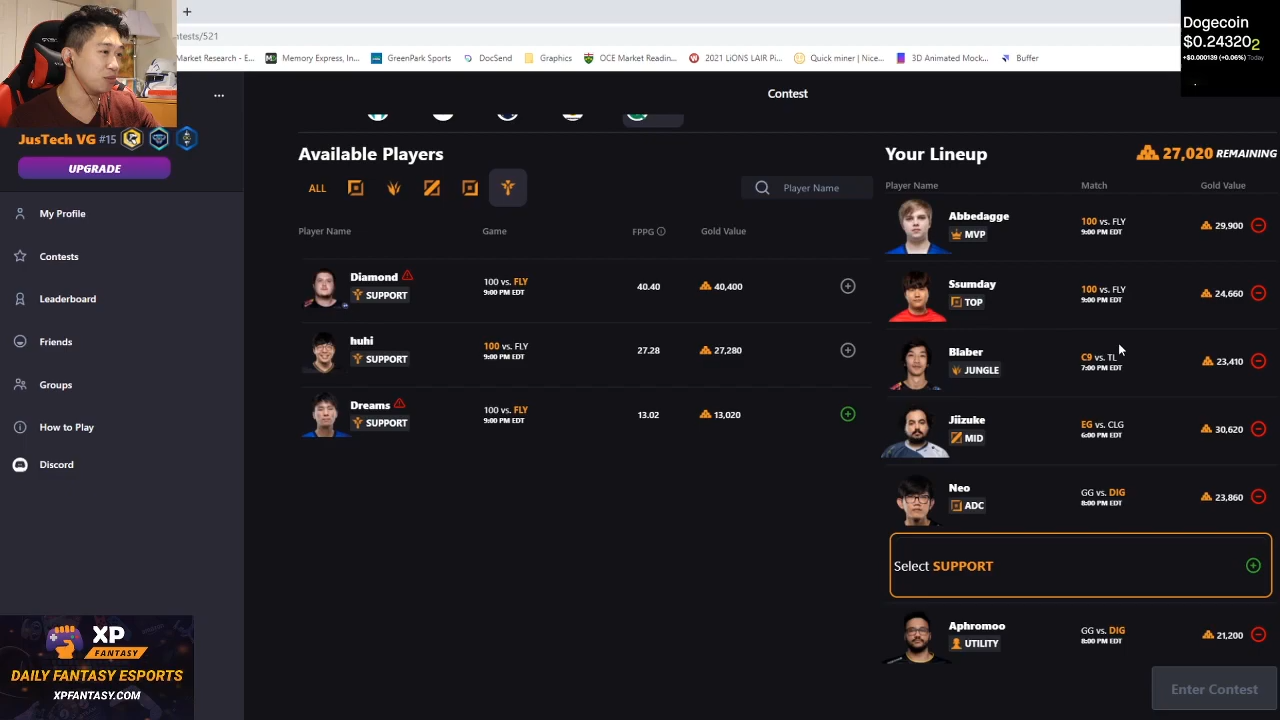 Dogecoin
$0.243202
+$0.000139 (+0.06%) Today
+
ntests/521
Market Research - E...
Memory Express, In...
GreenPark Sports
DocSend
Graphics
OCE Market Readin...
2021 LiONS LAIR Pi...
Quick miner | Nice...
3D Animated Mock...
Buffer
...
Contest
JusTech VG #15
UPGRADE
My Profile
Contests
Leaderboard
Friends
Groups
How to Play
Discord
XP
FANTASY
DAILY FANTASY ESPORTS
XPFANTASY.COM
Available Players
ALL
Player Name
Player Name
Game
FPPG
Gold Value
Diamond
SUPPORT
100 vs. FLY
9:00 PM EDT
40.40
40,400
huhi
SUPPORT
100 vs. FLY
9:00 PM EDT
27.28
27,280
Dreams
SUPPORT
100 vs. FLY
9:00 PM EDT
13.02
13,020
Your Lineup
27,020 REMAINING
Player Name
Match
Gold Value
Abbedagge
MVP
100 vs. FLY
9:00 PM EDT
29,900
Ssumday
TOP
100 vs. FLY
9:00 PM EDT
24,660
Blaber
JUNGLE
C9 vs. TL
7:00 PM EDT
23,410
Jiizuke
MID
EG vs. CLG
6:00 PM EDT
30,620
Neo
ADC
GG vs. DIG
8:00 PM EDT
23,860
Select SUPPORT
Aphromoo
UTILITY
GG vs. DIG
8:00 PM EDT
21,200
Enter Contest